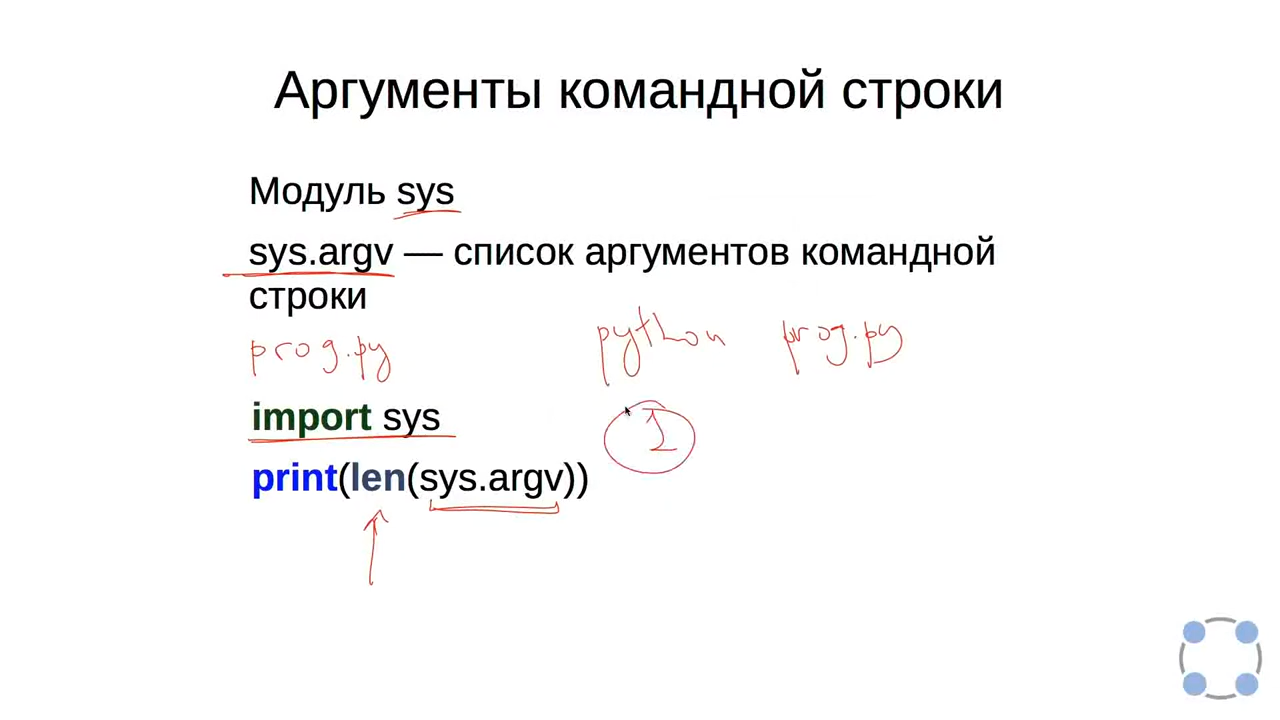 Аргументы командной строки
Модуль sys
sys.argv — список аргументов командной
строки
prog.py python prog.py
import sys
1
print(len(sys.argv))